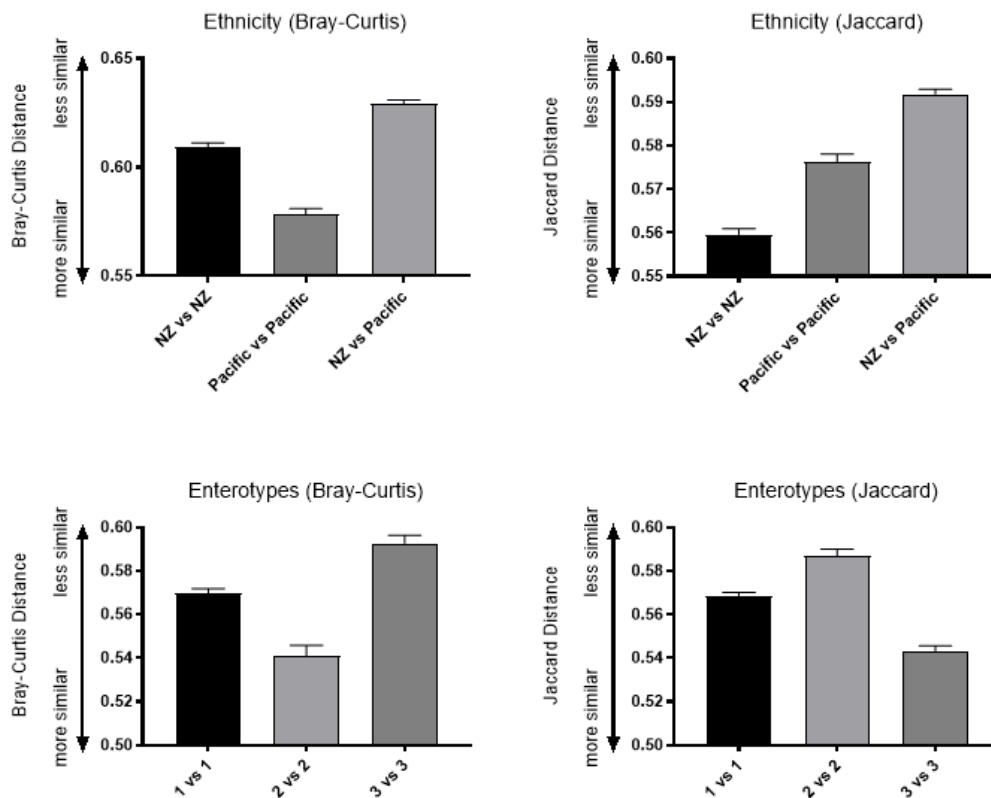 Ethnicity (Bray-Curtis)
Bray-Curtis Distance
more similar
less similar
0.65
0.60
0.55
NZ vs NZ
Pacific vs Pacific
NZ vs Pacific
Ethnicity (Jaccard)
Jaccard Distance
more similar
less similar
0.60
0.59
0.58
0.57
0.56
0.55
NZ vs NZ
Pacific vs Pacific
NZ vs Pacific
Enterotypes (Bray-Curtis)
Bray-Curtis Distance
more similar
less similar
0.60
0.58
0.56
0.54
0.52
0.50
1 vs 1
2 vs 2
3 vs 3
Enterotypes (Jaccard)
Jaccard Distance
more similar
less similar
0.60
0.58
0.56
0.54
0.52
0.50
1 vs 1
2 vs 2
3 vs 3